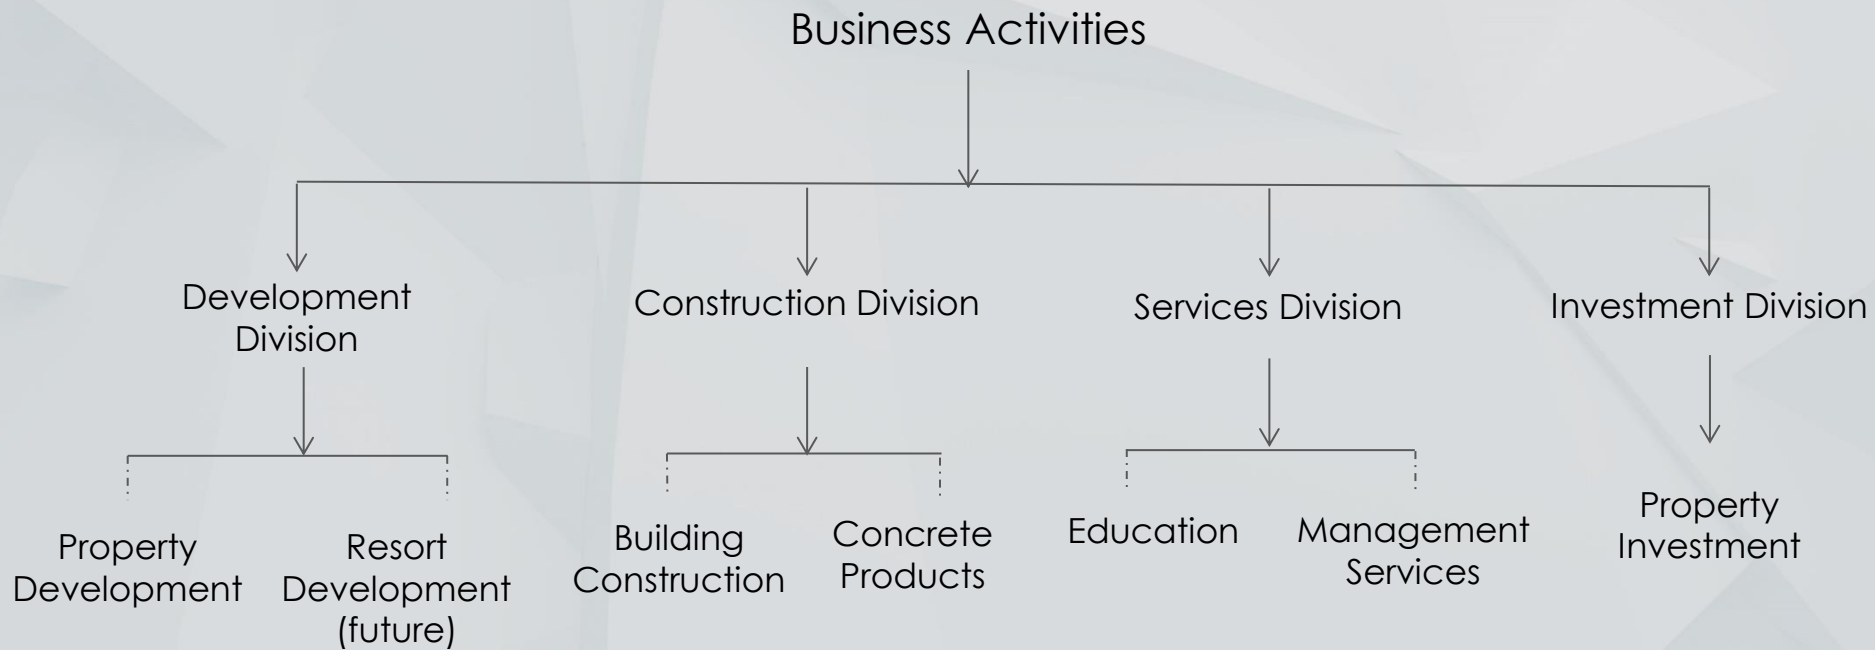 Business Activities
Development
Division
Construction Division
Services Division
Investment Division
Property
Development
Resort
Development
(future)
Building
Construction
Concrete
Products
Education
Management
Services
Property
Investment